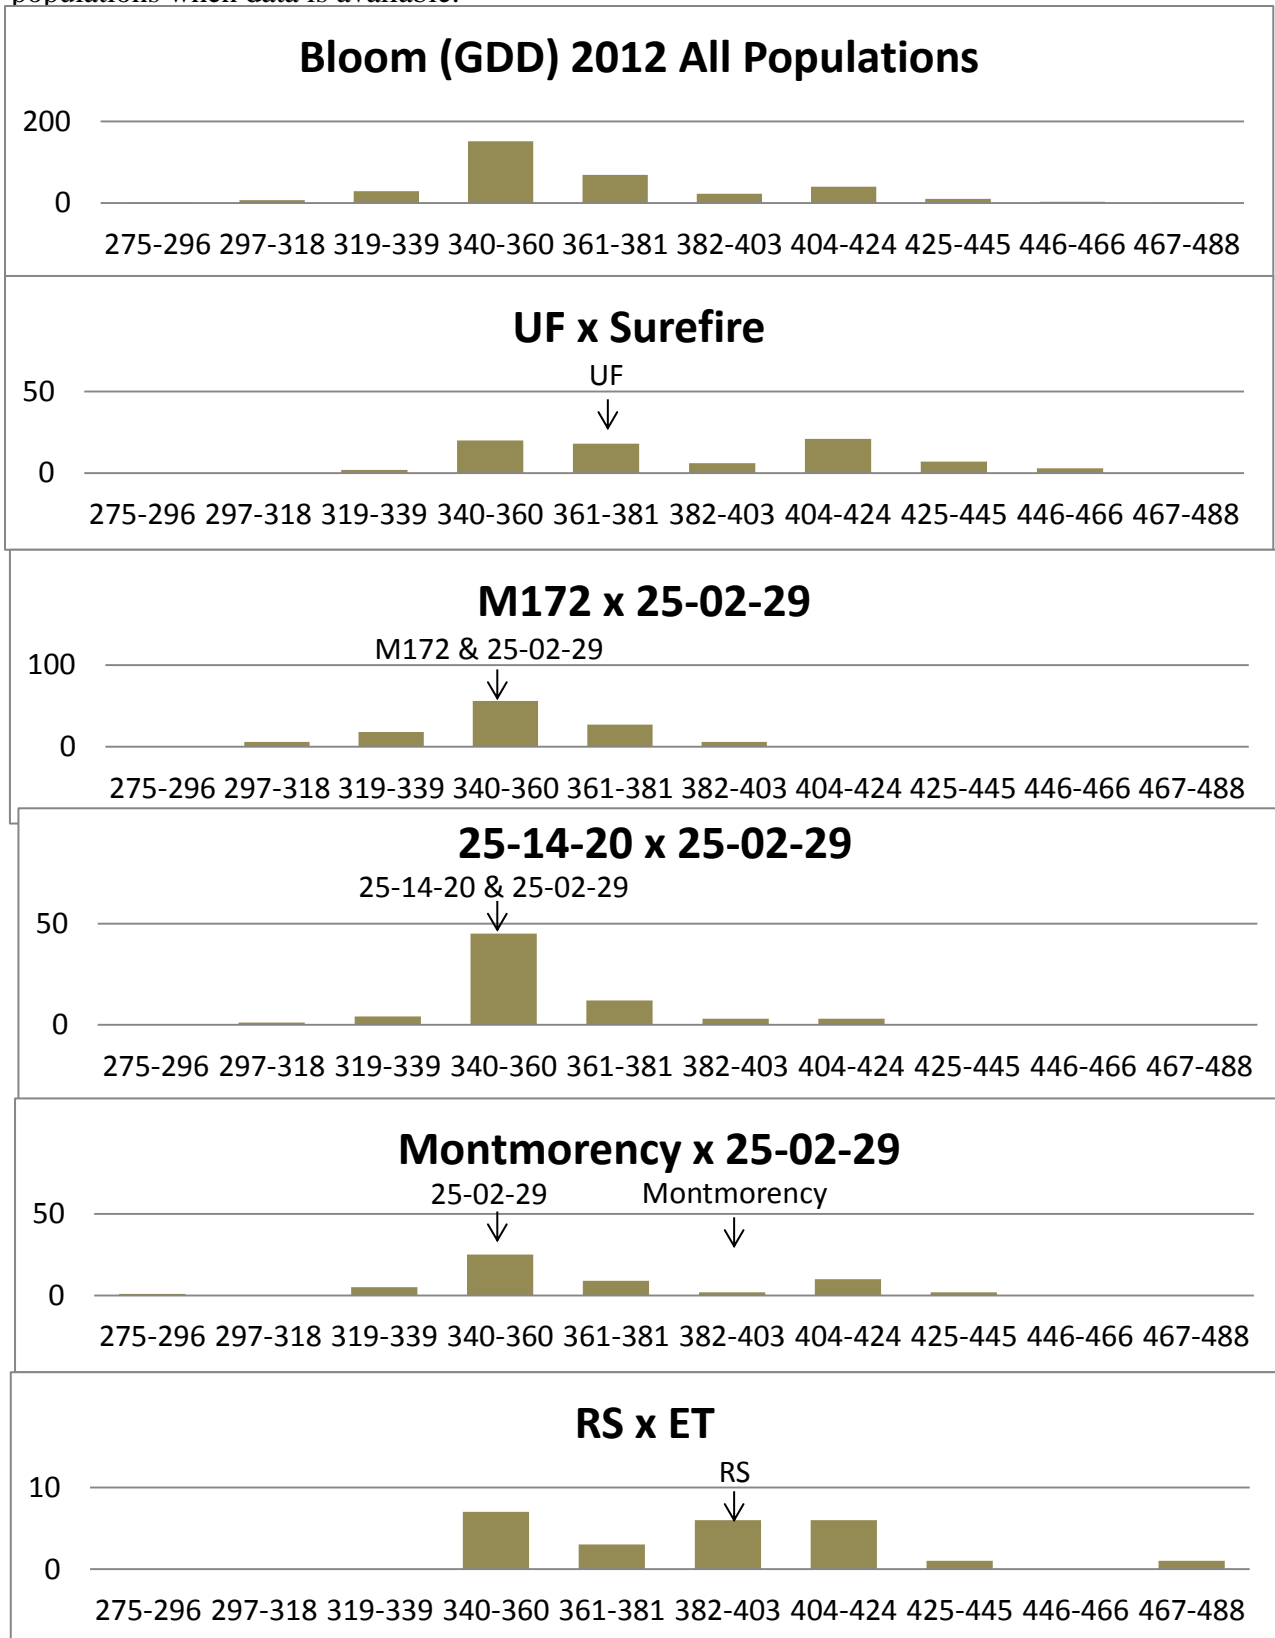 populations when data is available.
Bloom (GDD) 2012 All Populations
200
0
275-296 297-318 319-339 340-360 361-381 382-403 404-424 425-445 446-466 467-488
UF x Surefire
UF
50
0
275-296 297-318 319-339 340-360 361-381 382-403 404-424 425-445 446-466 467-488
M172 x 25-02-29
M172 & 25-02-29
100
0
275-296 297-318 319-339 340-360 361-381 382-403 404-424 425-445 446-466 467-488
25-14-20 x 25-02-29
25-14-20 & 25-02-29
50
0
275-296 297-318 319-339 340-360 361-381 382-403 404-424 425-445 446-466 467-488
Montmorency x 25-02-29
25-02-29 Montmorency
50
0
275-296 297-318 319-339 340-360 361-381 382-403 404-424 425-445 446-466 467-488
RS x ET
RS
10
0
275-296 297-318 319-339 340-360 361-381 382-403 404-424 425-445 446-466 467-488